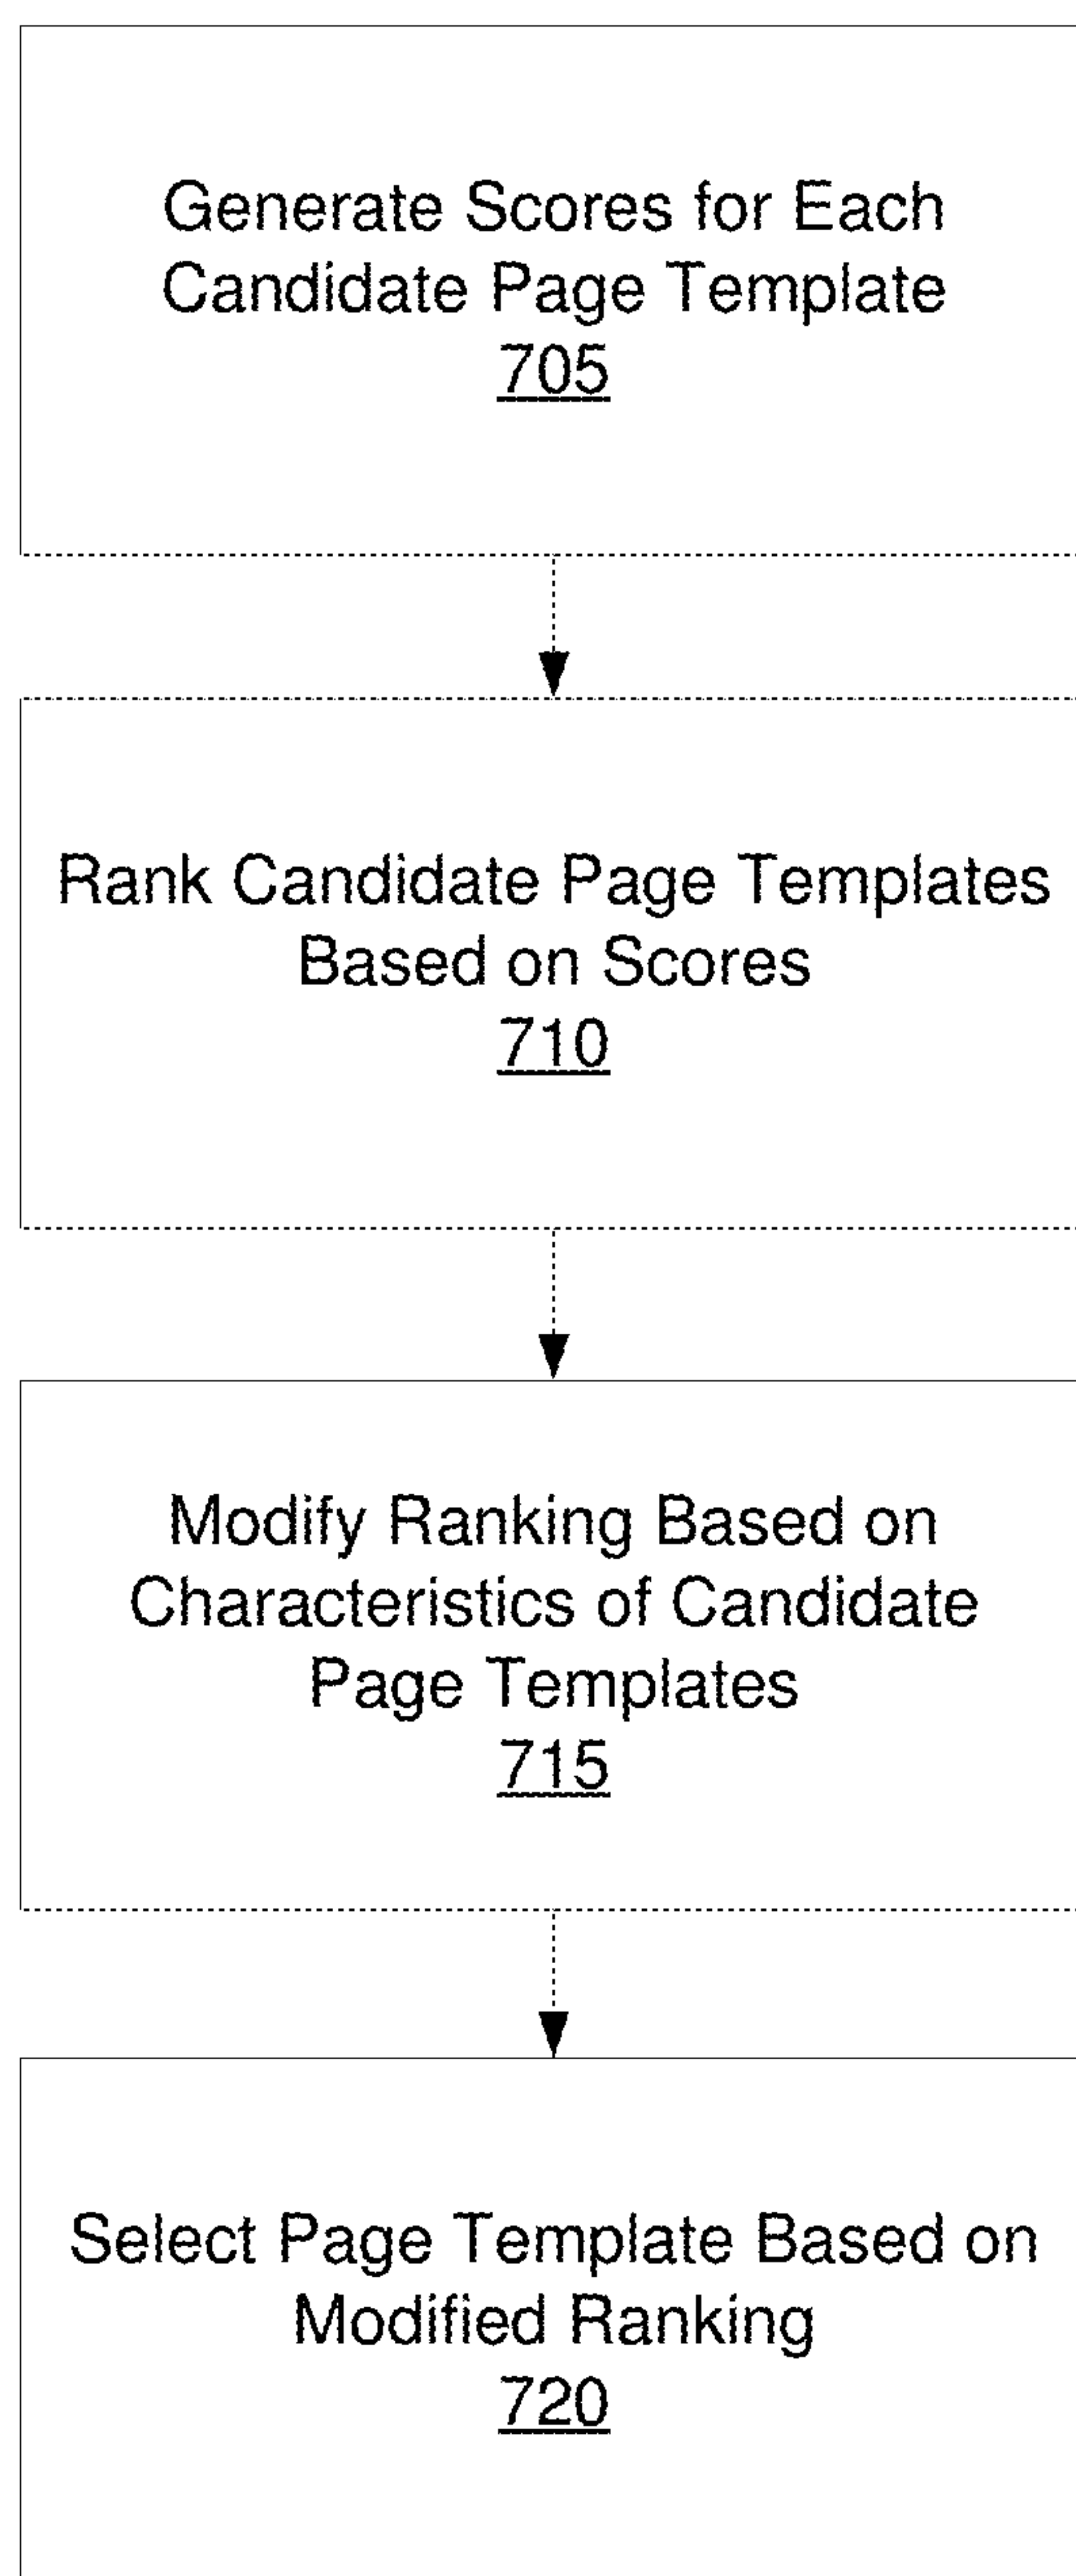 Generate Scores for Each
Candidate Page Template
705
Rank Candidate Page Templates
Based on Scores
710
Modify Ranking Based on
Characteristics of Candidate
Page Templates
715
Select Page Template Based on
Modified Ranking
720